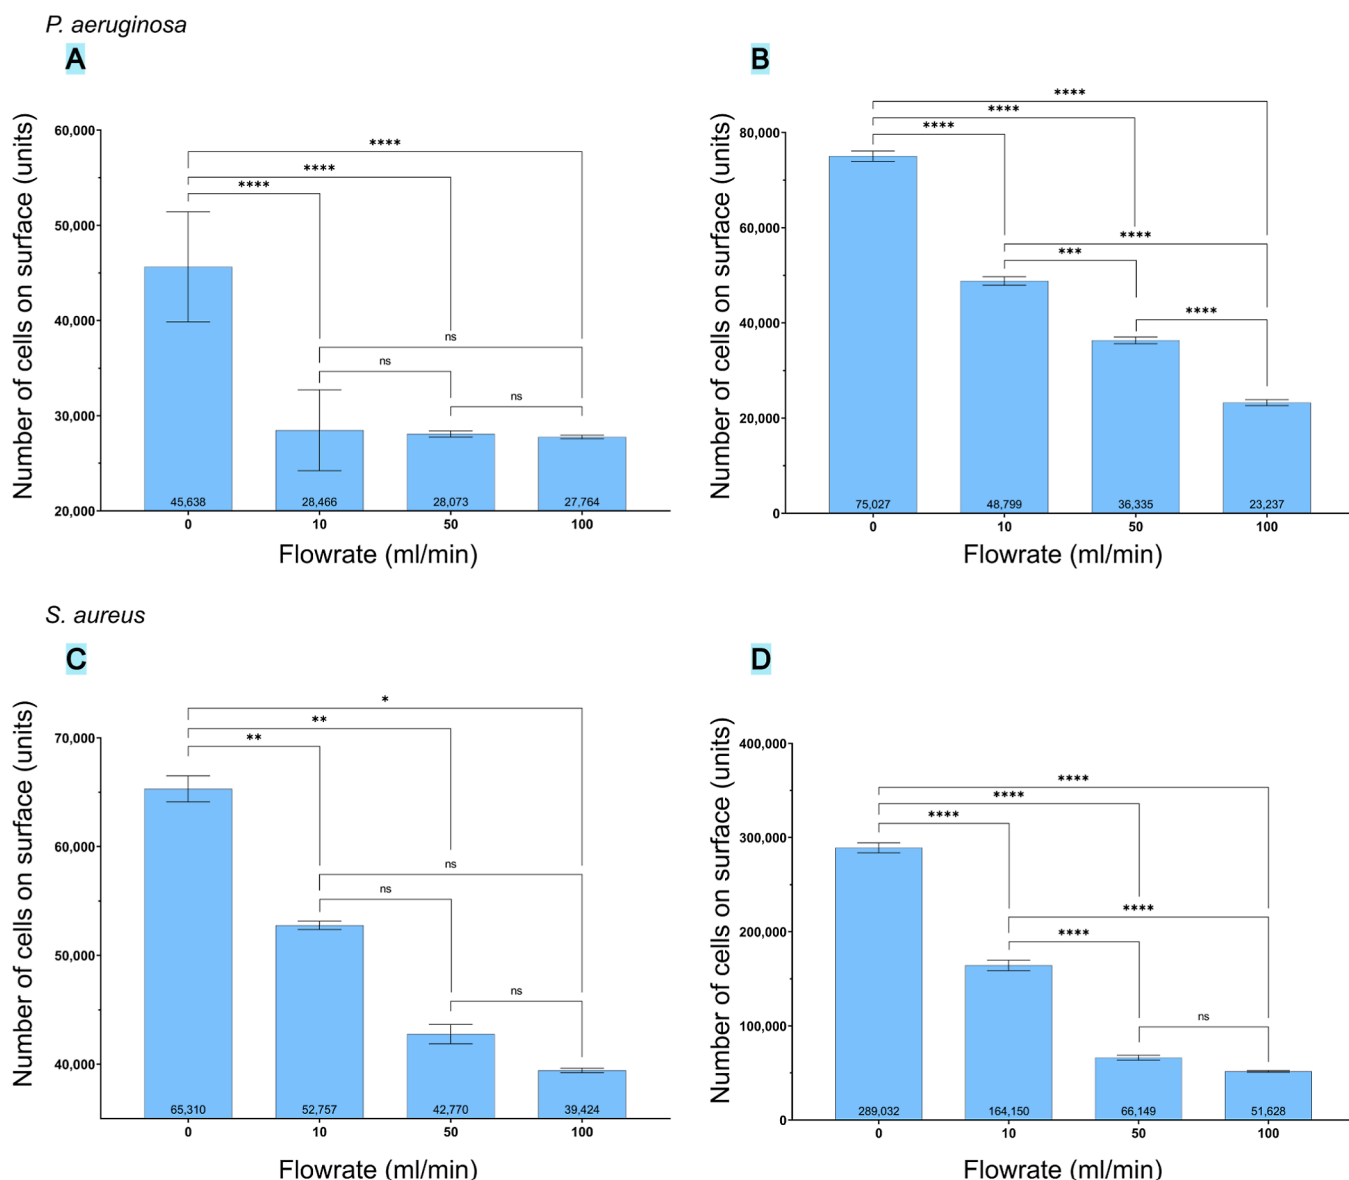 P. aeruginosa
A
Number of cells on surface (units)
60,000
50,000
40,000
30,000
20,000
****
****
****
ns
ns
ns
45,638 28,466 28,073 27,764
0 10 50 100
Flowrate (ml/min)
B
Number of cells on surface (units)
80,000
60,000
40,000
20,000
0
****
****
****
****
***
****
75,027 48,799 36,335 23,237
0 10 50 100
Flowrate (ml/min)
S. aureus
C
Number of cells on surface (units)
70,000
60,000
50,000
40,000
*
**
**
ns
ns
ns
65,310 52,757 42,770 39,424
0 10 50 100
Flowrate (ml/min)
D
Number of cells on surface (units)
400,000
300,000
200,000
100,000
0
****
****
****
****
****
ns
289,032 164,150 66,149 51,628
0 10 50 100
Flowrate (ml/min)